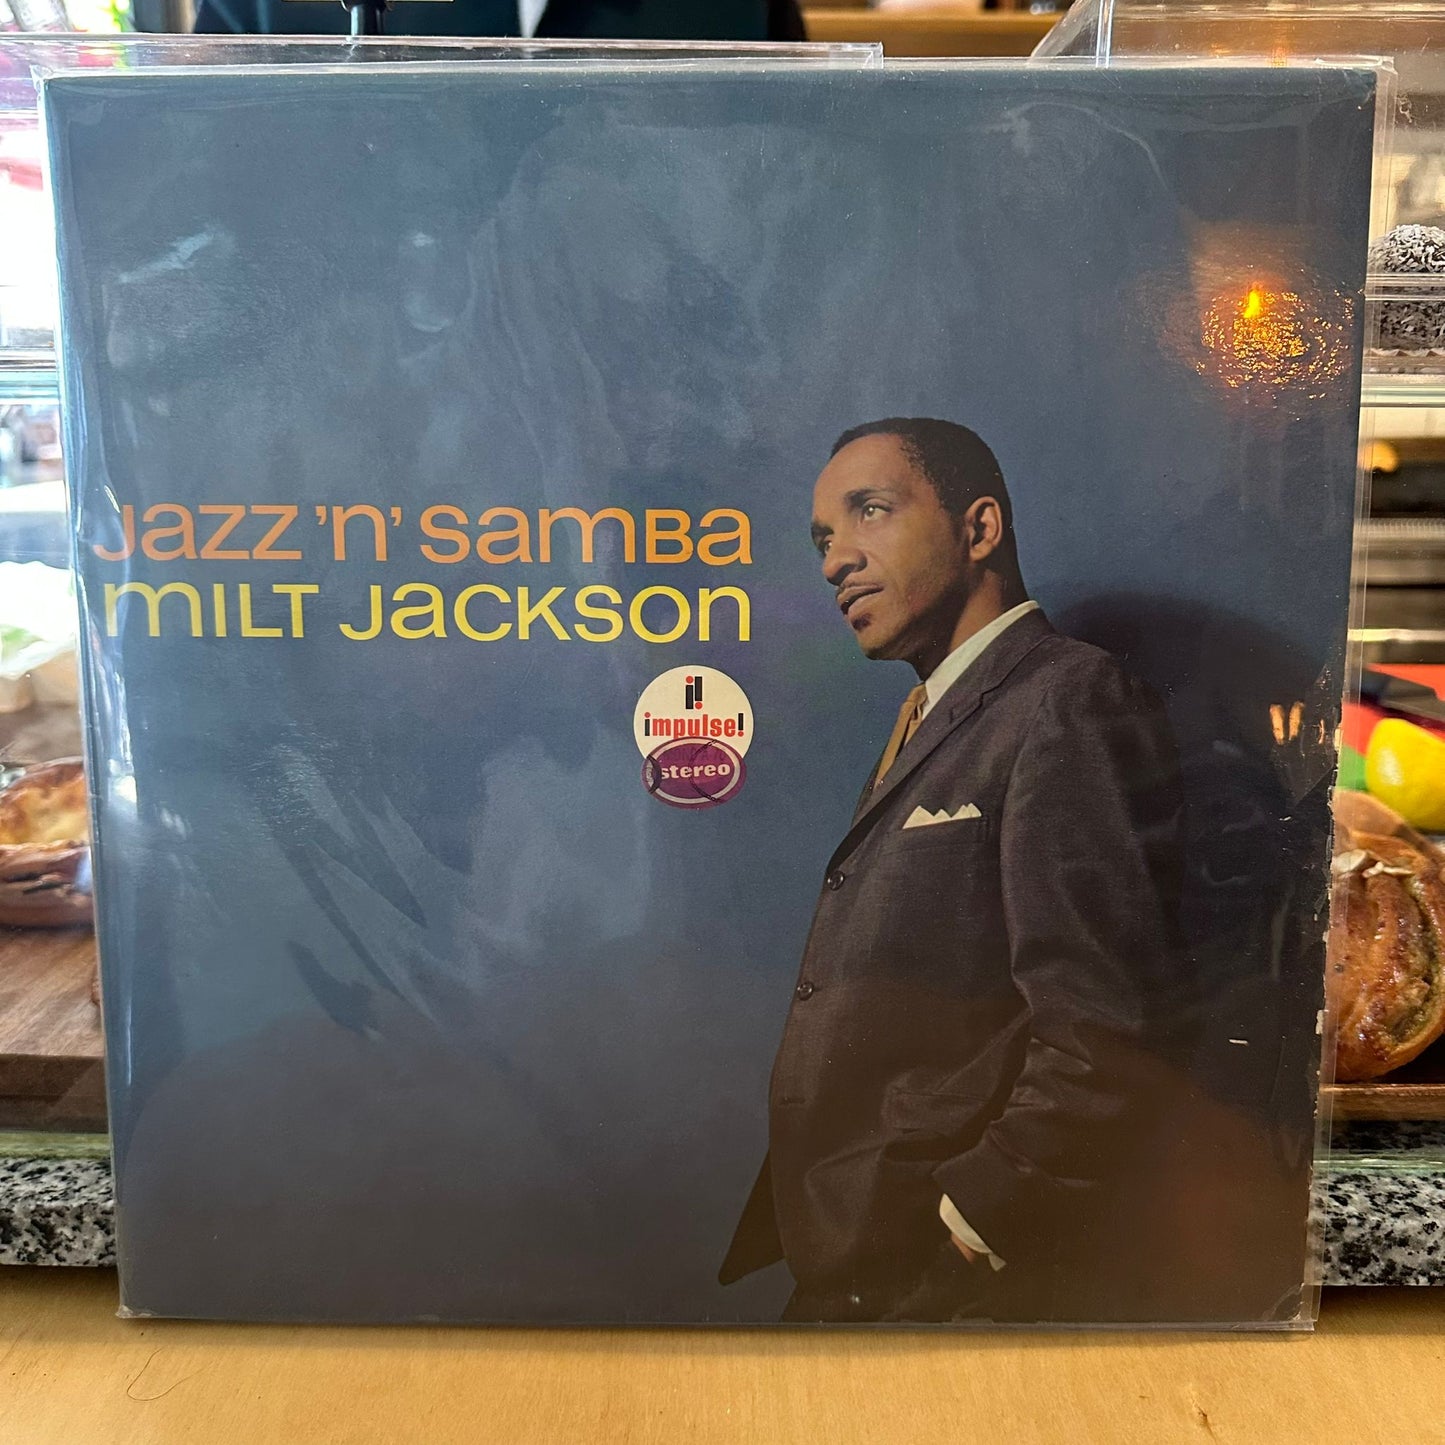 Jazz 'n' Samba
Milt Jackson
i!
impulse!
stereo